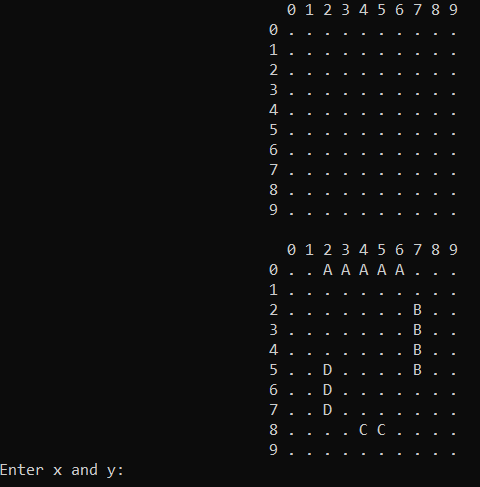 0 1 2 3 4 5 6 7 8 9
0 . . . . . . . . . .
1 . . . . . . . . . .
2 . . . . . . . . . .
3 . . . . . . . . . .
4 . . . . . . . . . .
5 . . . . . . . . . .
6 . . . . . . . . . .
7 . . . . . . . . . .
8 . . . . . . . . . .
9 . . . . . . . . . .
0 1 2 3 4 5 6 7 8 9
0 . . A A A A A . . .
1 . . . . . . . . . .
2 . . . . . . . B . .
3 . . . . . . . B . .
4 . . . . . . . B . .
5 . . D . . . . B . .
6 . . D . . . . . . .
7 . . D . . . . . . .
8 . . . . C C . . . .
9 . . . . . . . . . .
Enter x and y: